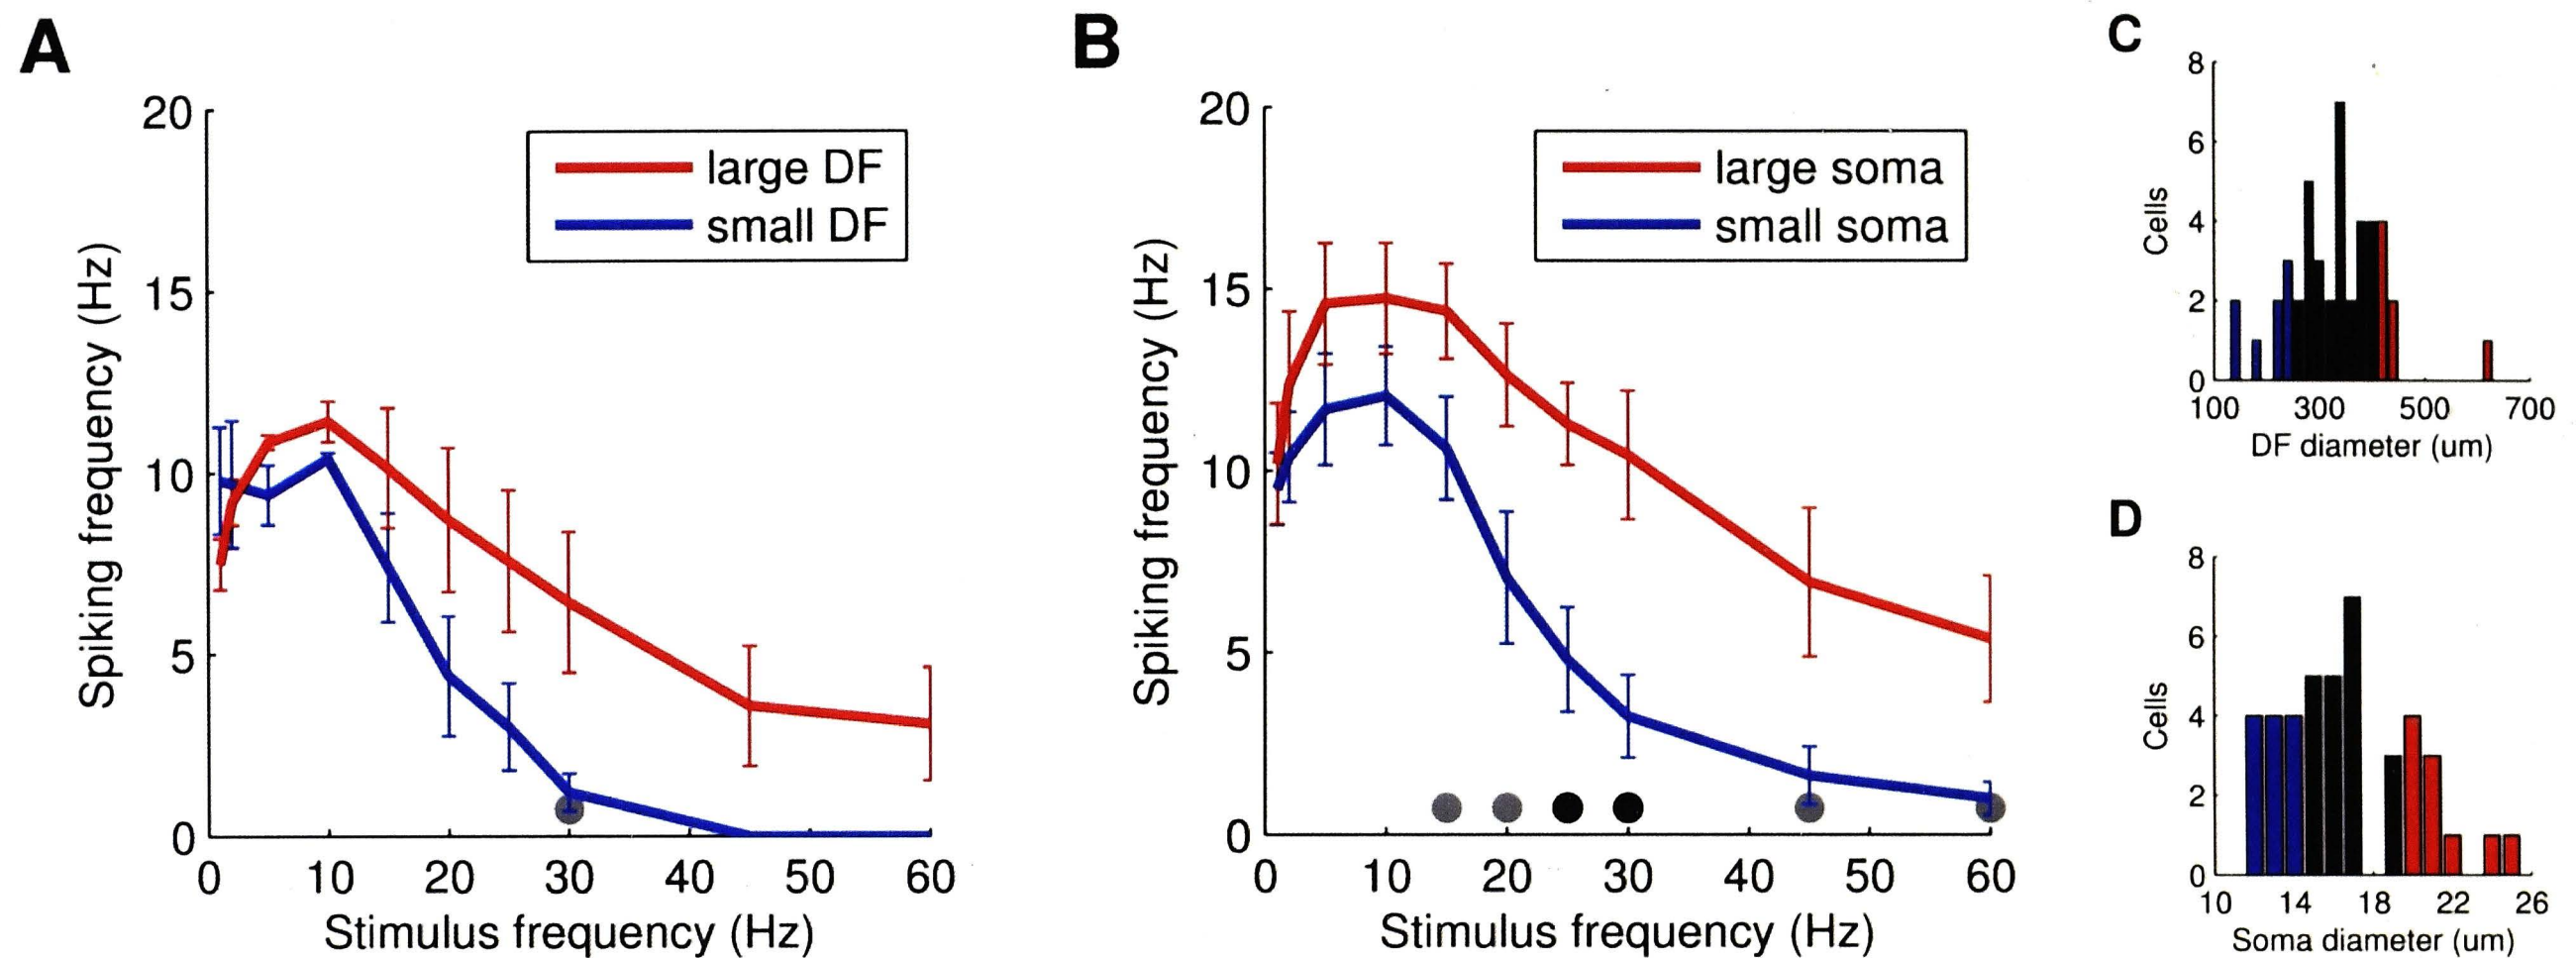 A
20
15
10
5
0
Spiking frequency (Hz)
large DF
small DF
0 10 20 30 40 50 60
Stimulus frequency (Hz)
B
20
15
10
5
0
Spiking frequency (Hz)
large soma
small soma
0 10 20 30 40 50 60
Stimulus frequency (Hz)
C
8
6
4
2
0
Cells
100 300 500 700
DF diameter (um)
D
8
6
4
2
0
Cells
10 14 18 22 26
Soma diameter (um)